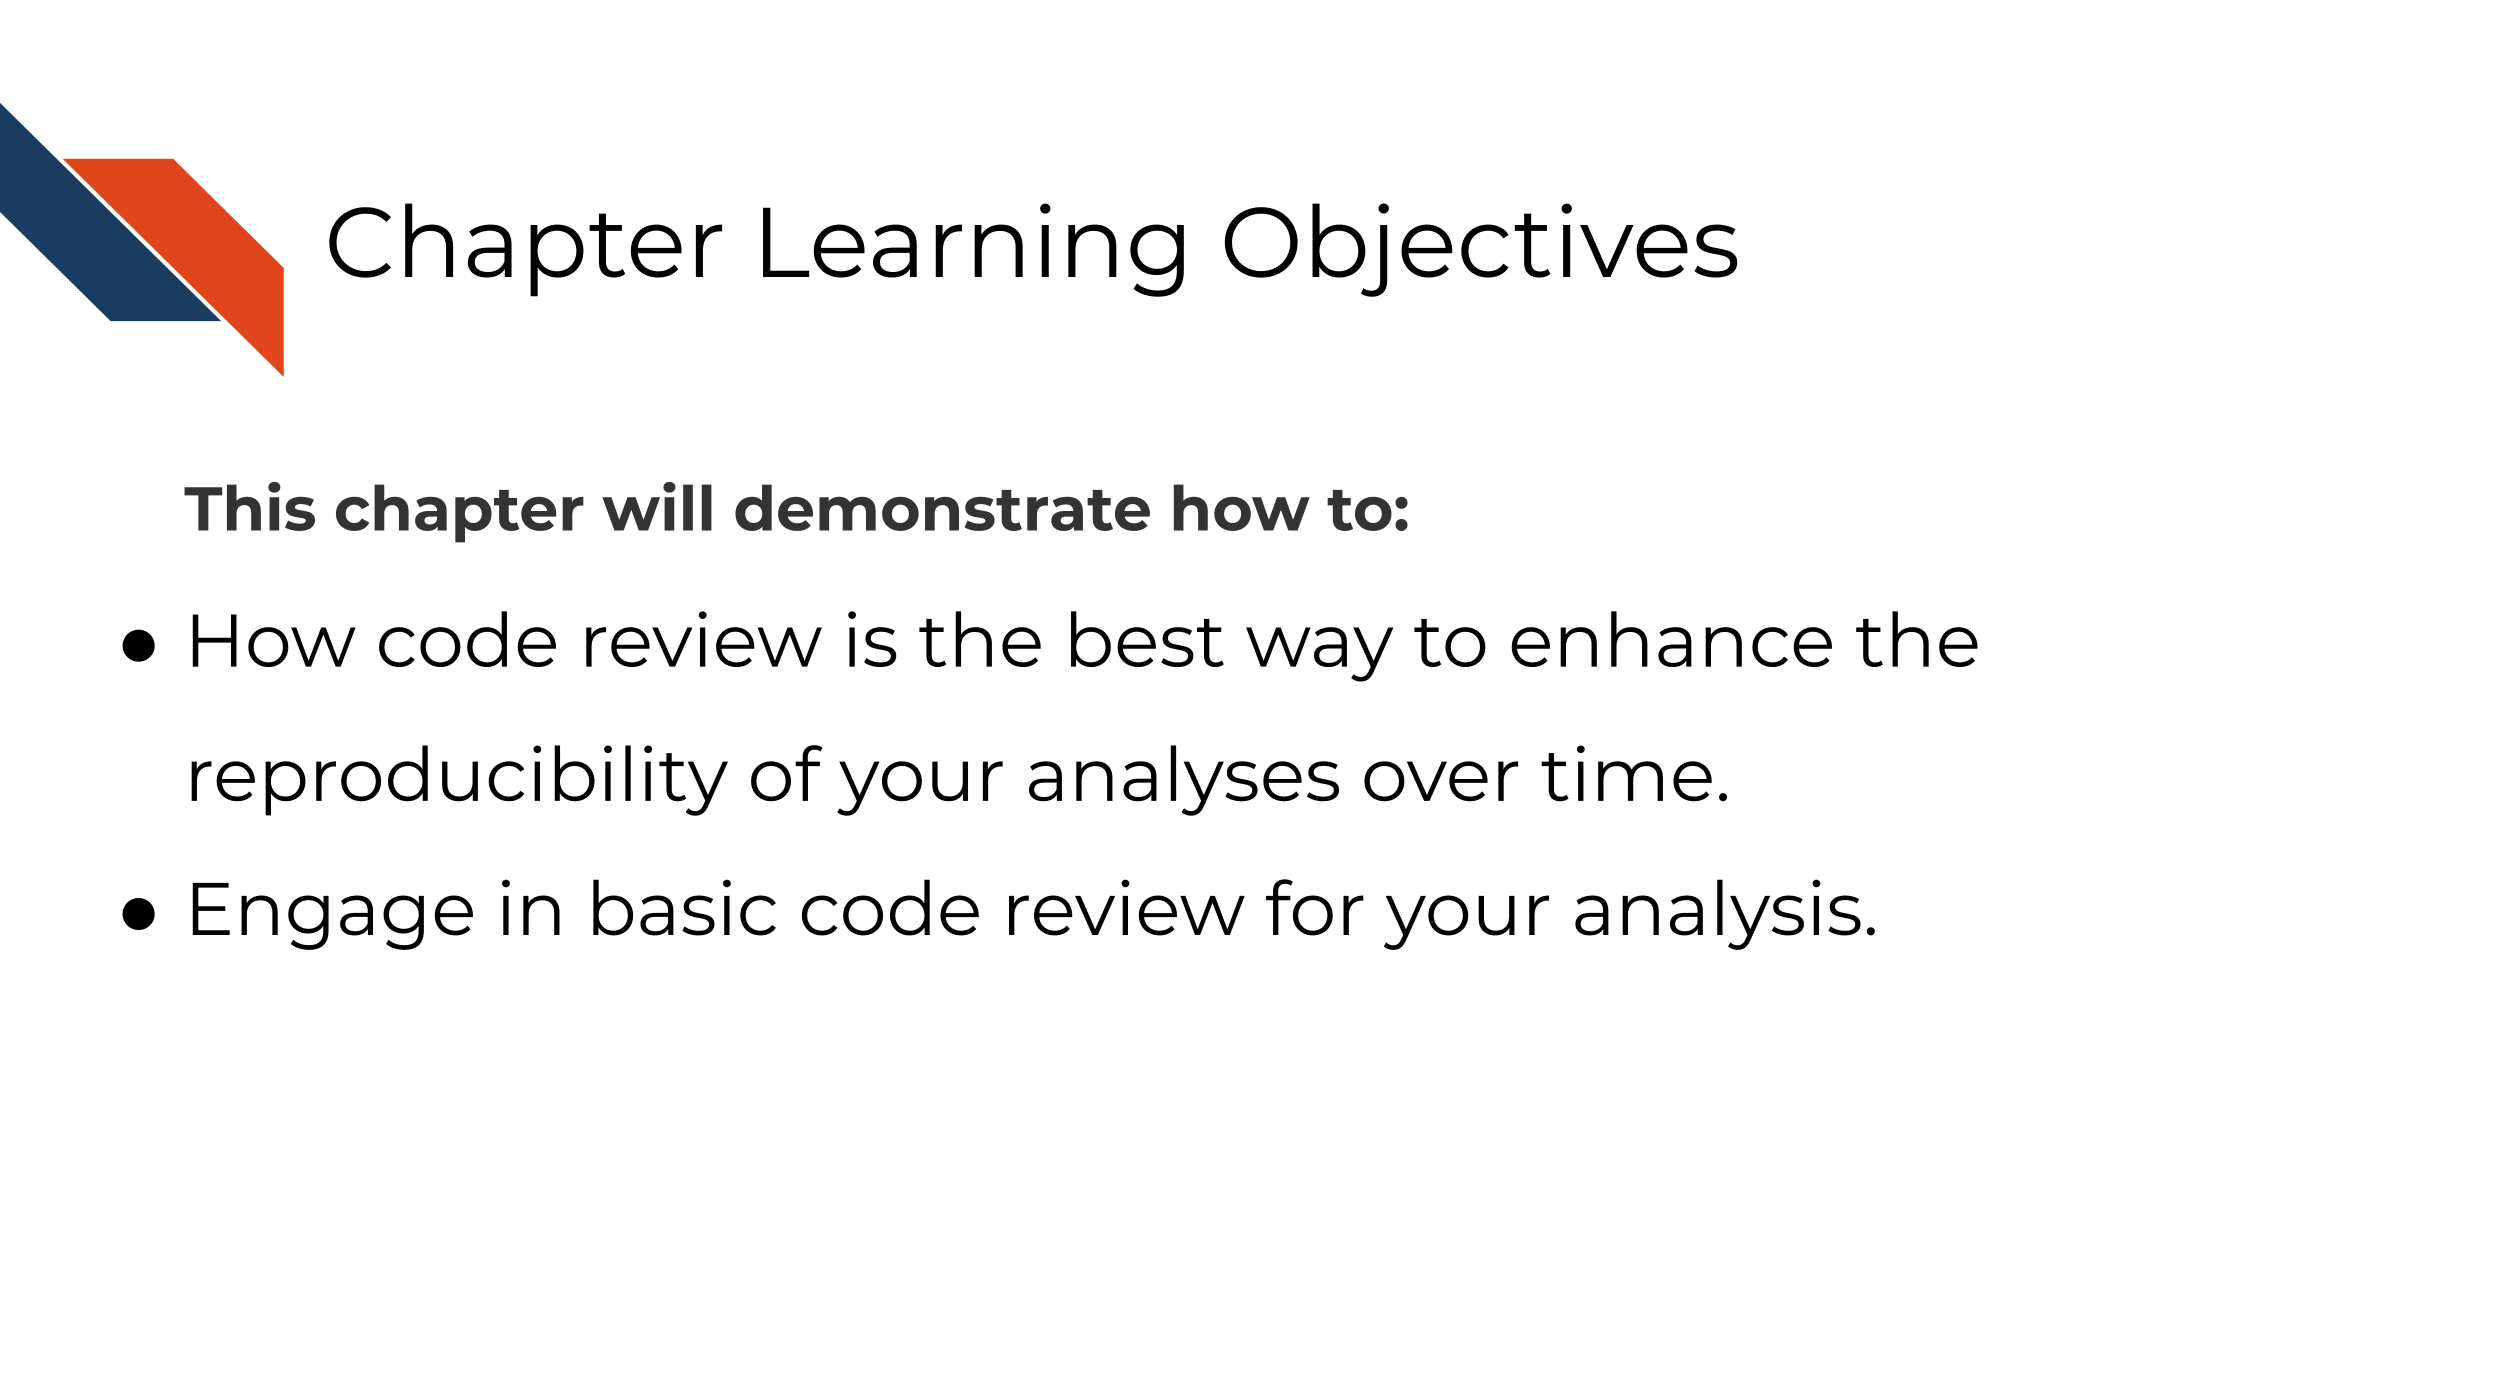 Chapter Learning Objectives
This chapter will demonstrate how to:
● How code review is the best way to enhance the
reproducibility of your analyses over time.
● Engage in basic code review for your analysis.